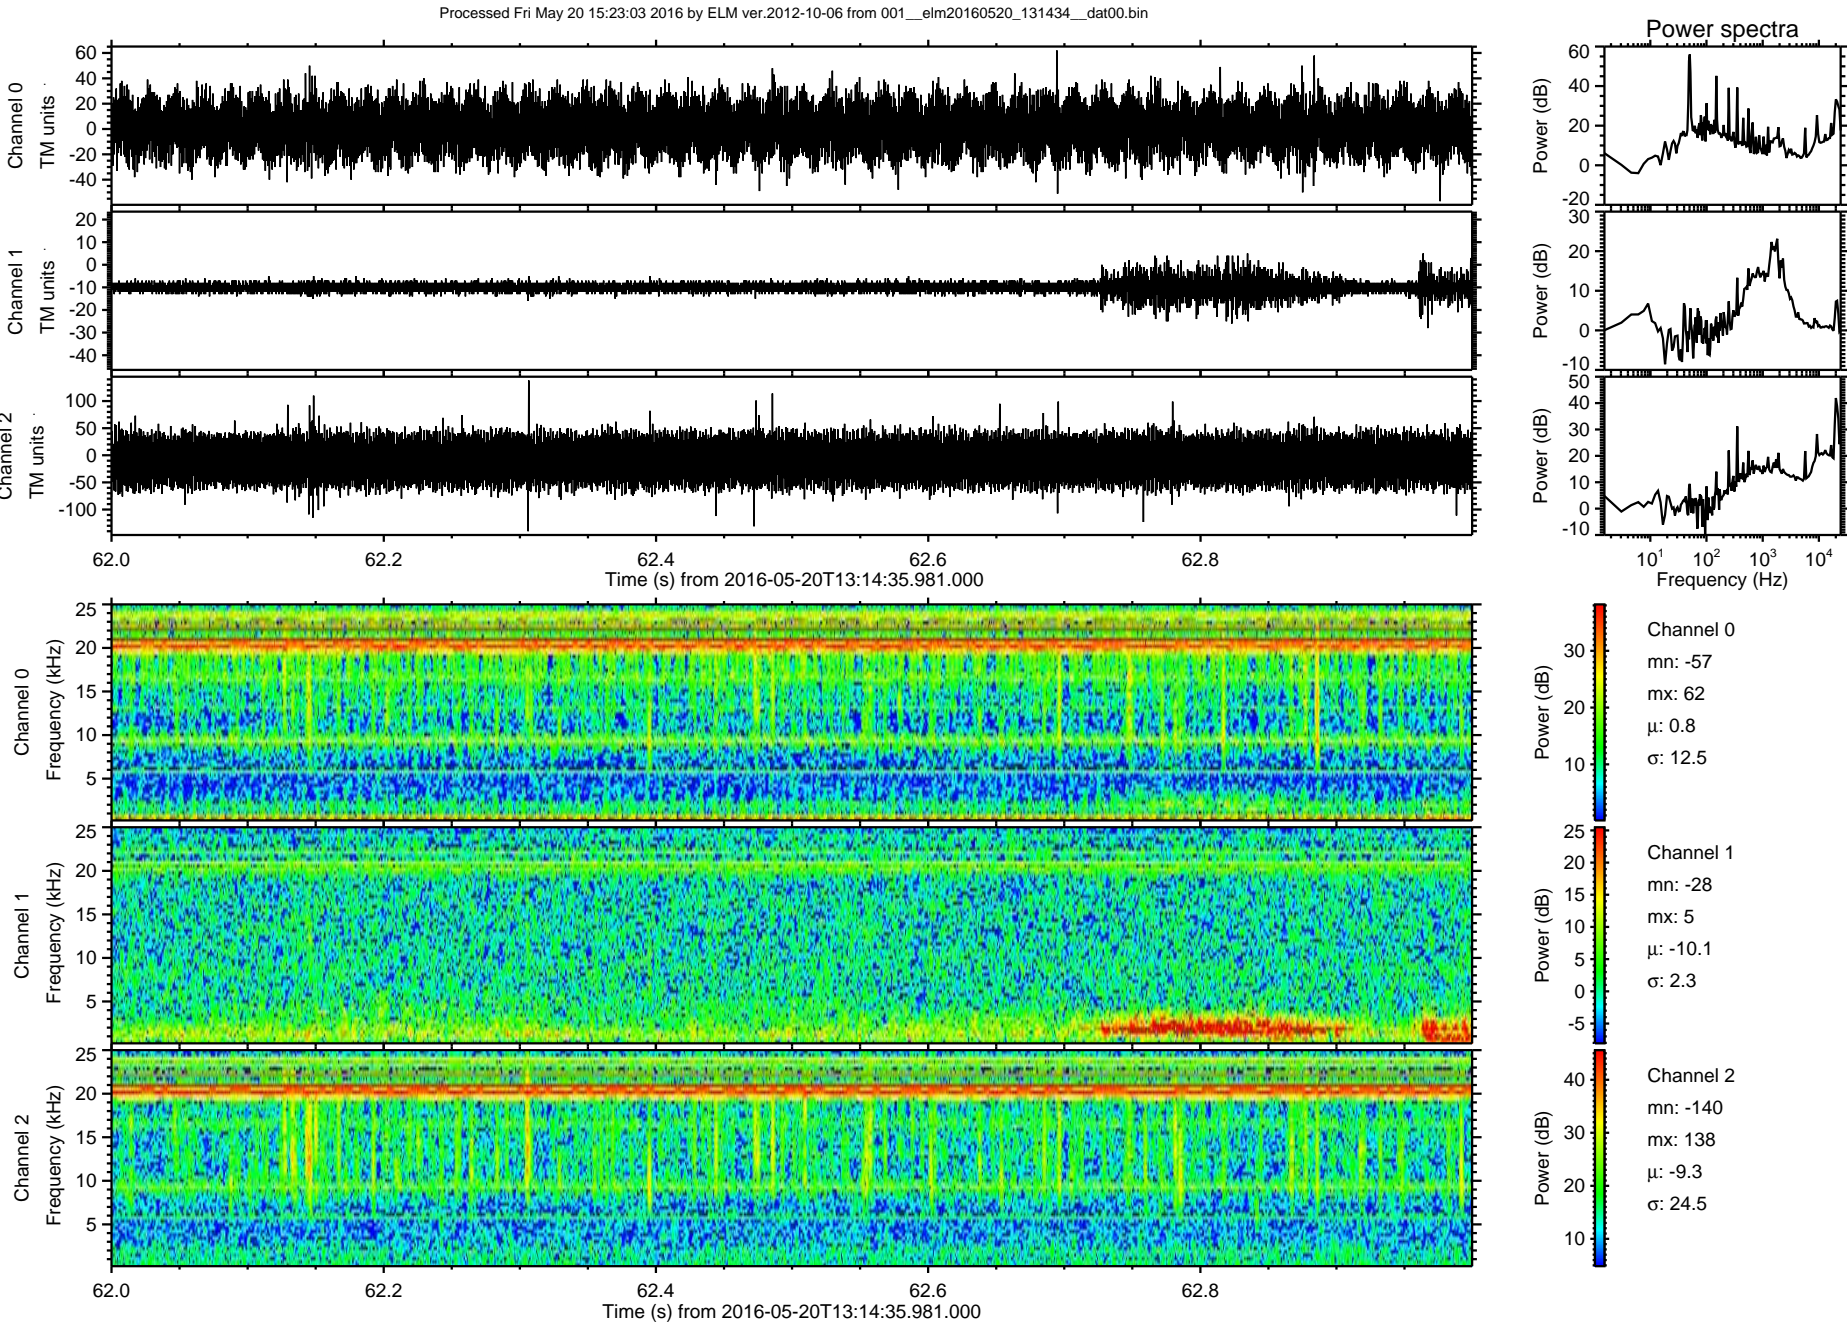 Processed Fri May 20 15:23:03 2016 by ELM ver.2012-10-06 from 001__elm20160520_131434__dat00.bin
Power spectra
Channel 0
TM units
60
40
20
0
-20
-40
Power (dB)
60
40
20
0
-20
Channel 1
TM units
20
10
0
-10
-20
-30
-40
Power (dB)
30
20
10
0
-10
Channel 2
TM units
100
50
0
-50
-100
Power (dB)
50
40
30
20
10
0
-10
62.0 62.2 62.4 62.6 62.8
Time (s) from 2016-05-20T13:14:35.981.000
10^1 10^2 10^3 10^4
Frequency (Hz)
Channel 0
Frequency (kHz)
25
20
15
10
5
Power (dB)
30
20
10
Channel 0
mn: -57
mx: 62
μ: 0.8
σ: 12.5
Channel 1
Frequency (kHz)
25
20
15
10
5
Power (dB)
25
20
15
10
5
0
-5
Channel 1
mn: -28
mx: 5
μ: -10.1
σ: 2.3
Channel 2
Frequency (kHz)
25
20
15
10
5
Power (dB)
40
30
20
10
Channel 2
mn: -140
mx: 138
μ: -9.3
σ: 24.5
62.0 62.2 62.4 62.6 62.8
Time (s) from 2016-05-20T13:14:35.981.000